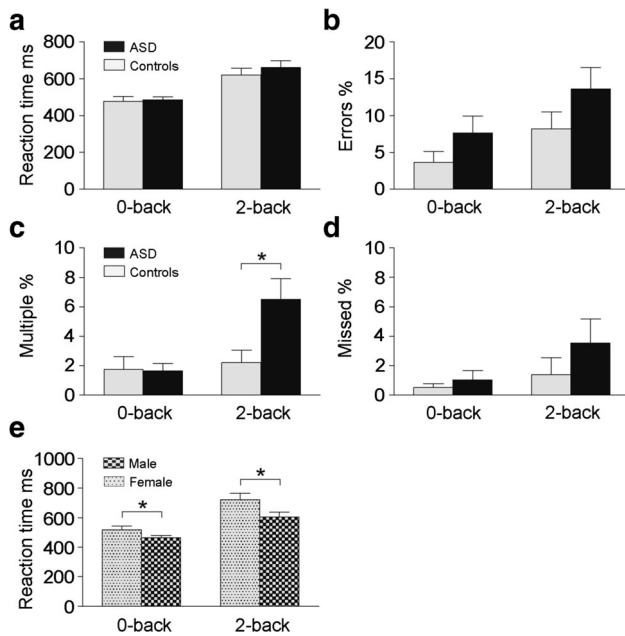 a
b
800
600
400
200
0
Reaction time ms
ASD
Controls
0-back
2-back
20
15
10
5
0
Errors %
0-back
2-back
c
d
10
8
6
4
2
0
Multiple %
ASD
Controls
*
0-back
2-back
10
8
6
4
2
0
Missed %
0-back
2-back
e
1000
800
600
400
200
0
Reaction time ms
Male
Female
*
*
0-back
2-back